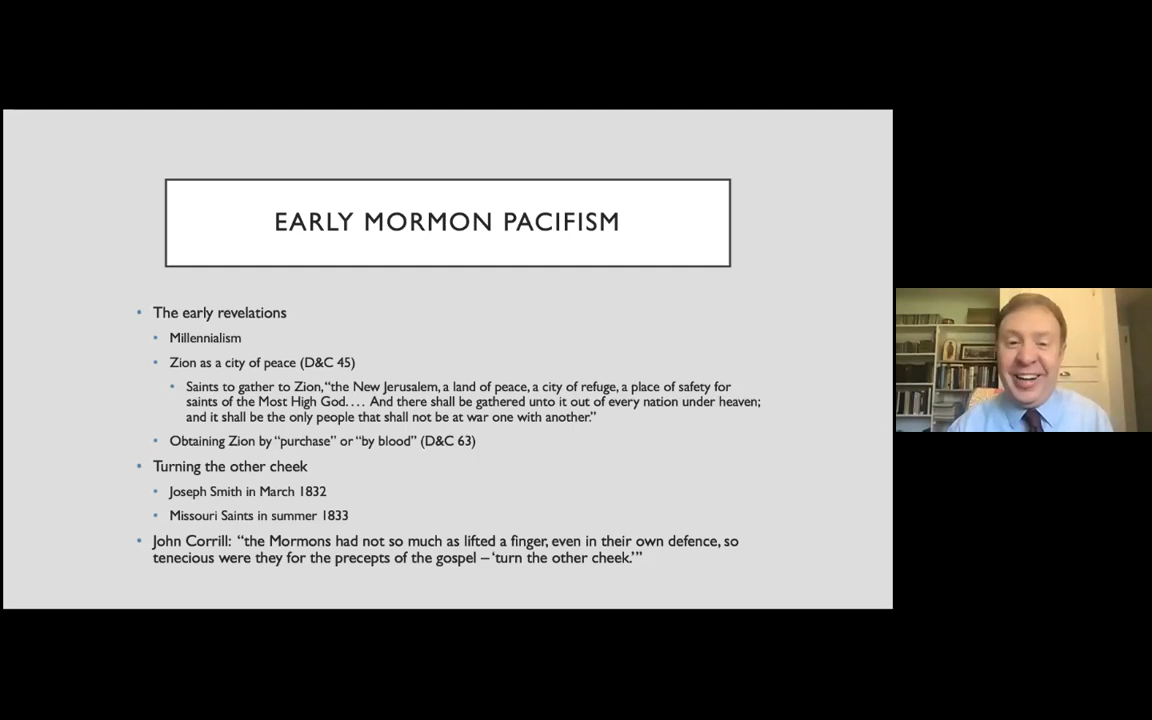 EARLY MORMON PACIFISM
• The early revelations
• Millennialism
• Zion as a city of peace (D&C 45)
• Saints to gather to Zion, “the New Jerusalem, a land of peace, a city of refuge, a place of safety for
saints of the Most High God. . . . And there shall be gathered unto it out of every nation under heaven;
and it shall be the only people that shall not be at war one with another.”
• Obtaining Zion by “purchase” or “by blood” (D&C 63)
• Turning the other cheek
• Joseph Smith in March 1832
• Missouri Saints in summer 1833
• John Corrill: “the Mormons had not so much as lifted a finger, even in their own defence, so
tenecious were they for the precepts of the gospel – ‘turn the other cheek.’”